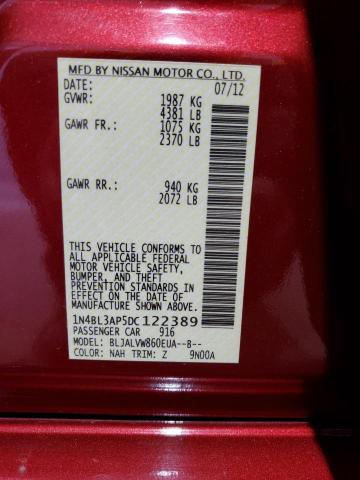 MFD BY NISSAN MOTOR CO., LTD.
DATE: 07/12
GVWR: 1987 KG
4381 LB
GAWR FR.: 1075 KG
2370 LB
GAWR RR.: 940 KG
2072 LB
THIS VEHICLE CONFORMS TO
ALL APPLICABLE FEDERAL
MOTOR VEHICLE SAFETY,
BUMPER, AND THEFT
PREVENTION STANDARDS IN
EFFECT ON THE DATE OF
MANUFACTURE.
1N4BL3AP5DC122389
PASSENGER CAR 916
MODEL: BLJALVW860EUA--B--
COLOR: NAH TRIM: Z 9N00A